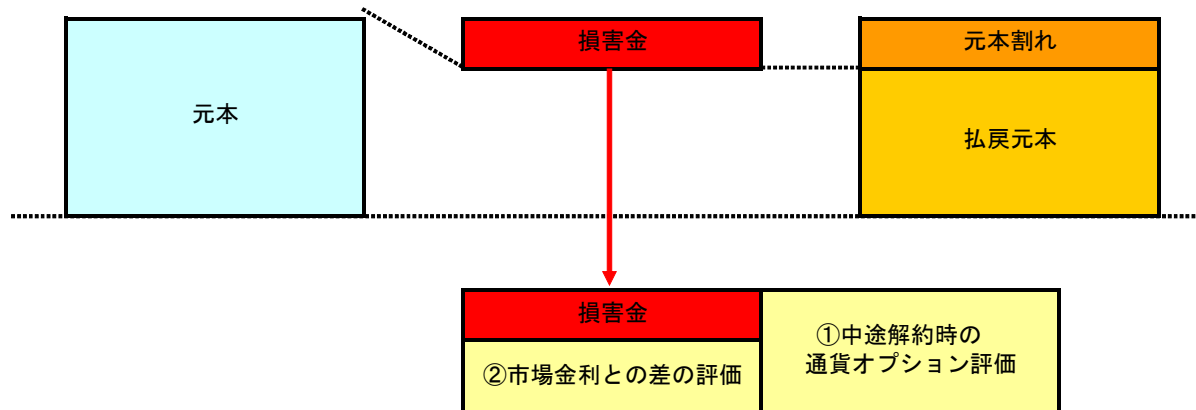 元本
損害金
元本割れ
払戻元本
損害金
②市場金利との差の評価
①中途解約時の
通貨オプション評価